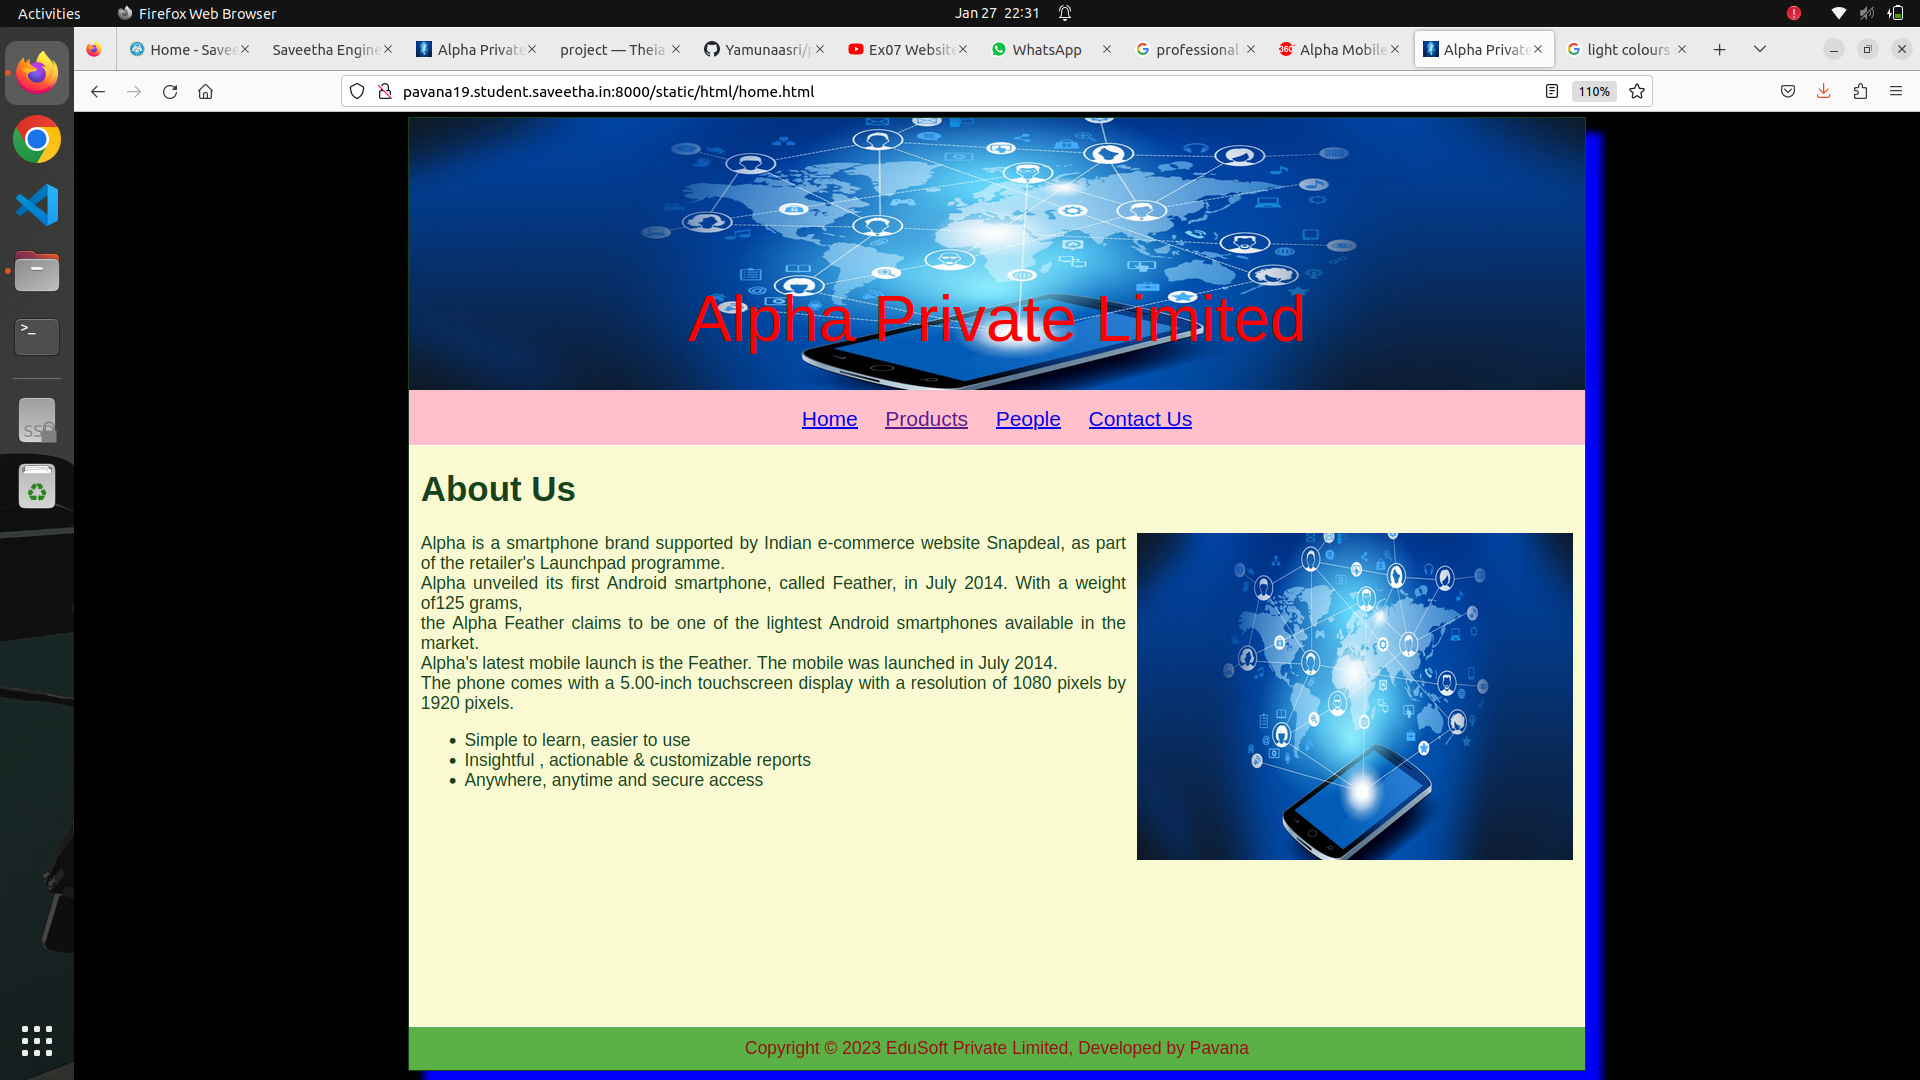 Activities
Firefox Web Browser
Jan 27 22:31
Home - Savee
Saveetha Engine
Alpha Private
project — Theia
Yamunaasri/p
Ex07 Website
WhatsApp
professional
360
Alpha Mobile
Alpha Private
light colours
pavana19.student.saveetha.in:8000/static/html/home.html
110%
>_
SSD
Alpha Private Limited
Home Products People Contact Us
About Us
Alpha is a smartphone brand supported by Indian e-commerce website Snapdeal, as part
of the retailer's Launchpad programme.
Alpha unveiled its first Android smartphone, called Feather, in July 2014. With a weight
of125 grams,
the Alpha Feather claims to be one of the lightest Android smartphones available in the
market.
Alpha's latest mobile launch is the Feather. The mobile was launched in July 2014.
The phone comes with a 5.00-inch touchscreen display with a resolution of 1080 pixels by
1920 pixels.
• Simple to learn, easier to use
• Insightful , actionable & customizable reports
• Anywhere, anytime and secure access
Copyright © 2023 EduSoft Private Limited, Developed by Pavana